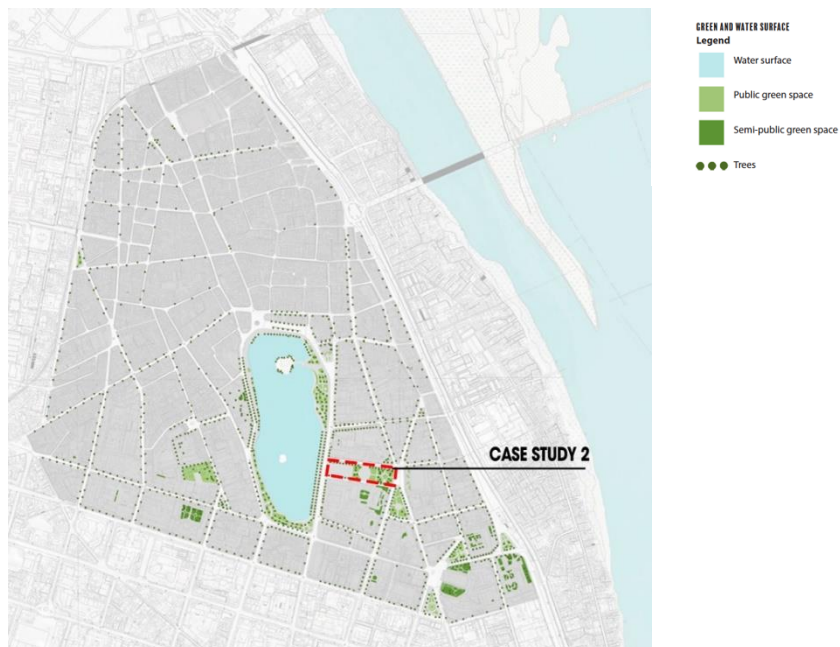 GREEN AND WATER SURFACE
Legend
Water surface
Public green space
Semi-public green space
Trees
CASE STUDY 2